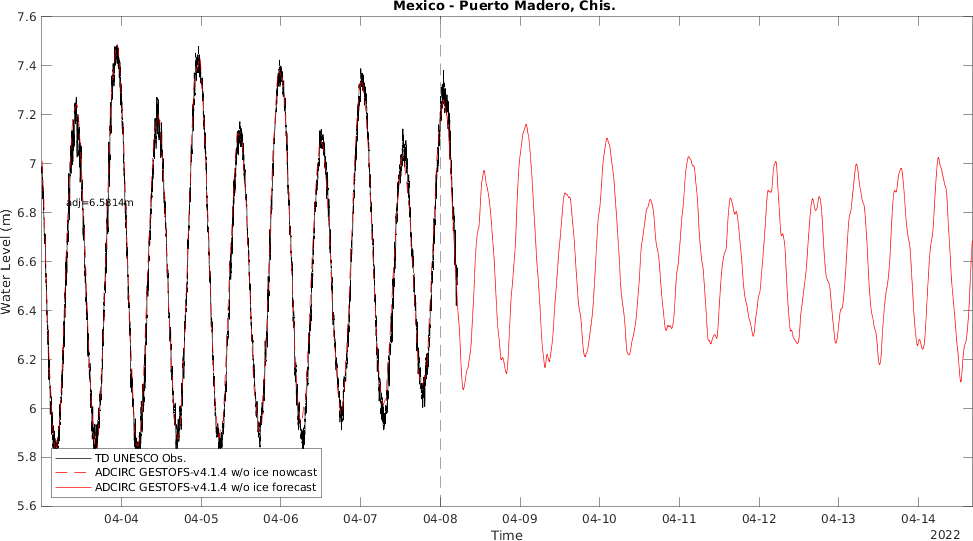 Mexico - Puerto Madero, Chis.
7.6
7.4
7.2
7
6.8
6.6
6.4
6.2
6
5.8
5.6
Water Level (m)
adj=6.5814m
TD UNESCO Obs.
ADCIRC GESTOFS-v4.1.4 w/o ice nowcast
ADCIRC GESTOFS-v4.1.4 w/o ice forecast
04-04 04-05 04-06 04-07 04-08 04-09 04-10 04-11 04-12 04-13 04-14
Time
2022